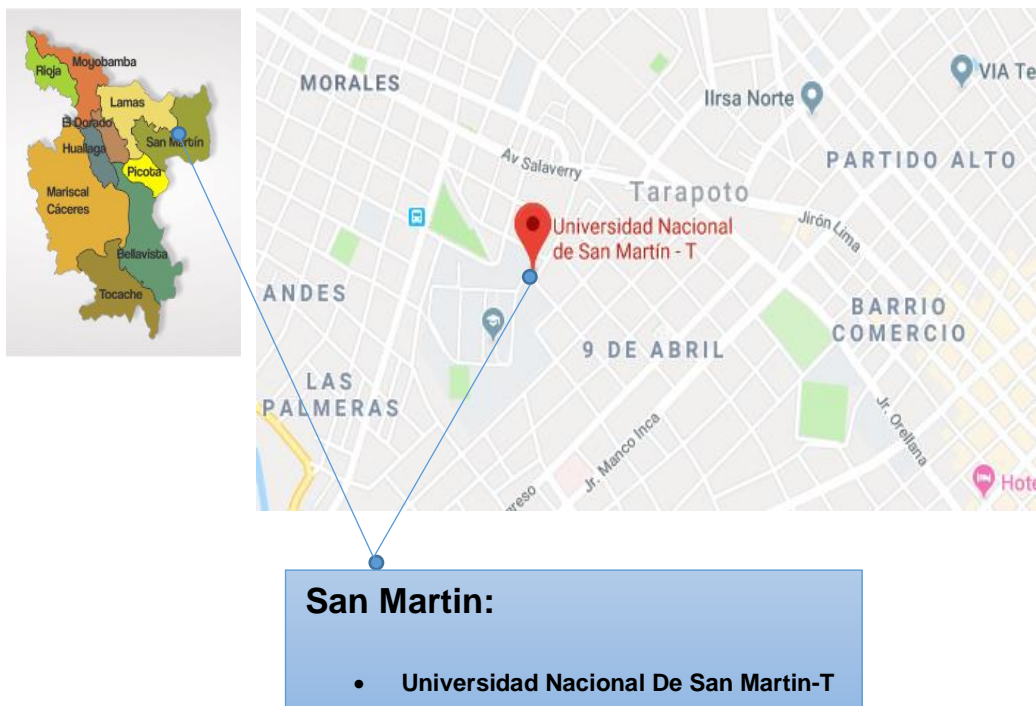 Rioja
Moyobamba
Lamas
El Dorado
San Martín
Huallaga
Picota
Mariscal
Cáceres
Bellavista
Tocache
MORALES
IIrsa Norte
VIA Te
Av Salaverry
PARTIDO ALTO
Tarapoto
Jirón Lima
Universidad Nacional
de San Martín - T
ANDES
BARRIO
COMERCIO
9 DE ABRIL
LAS
PALMERAS
Jr. Orellana
Jr. Manco Inca
greso
Hote
San Martin:
• Universidad Nacional De San Martin-T